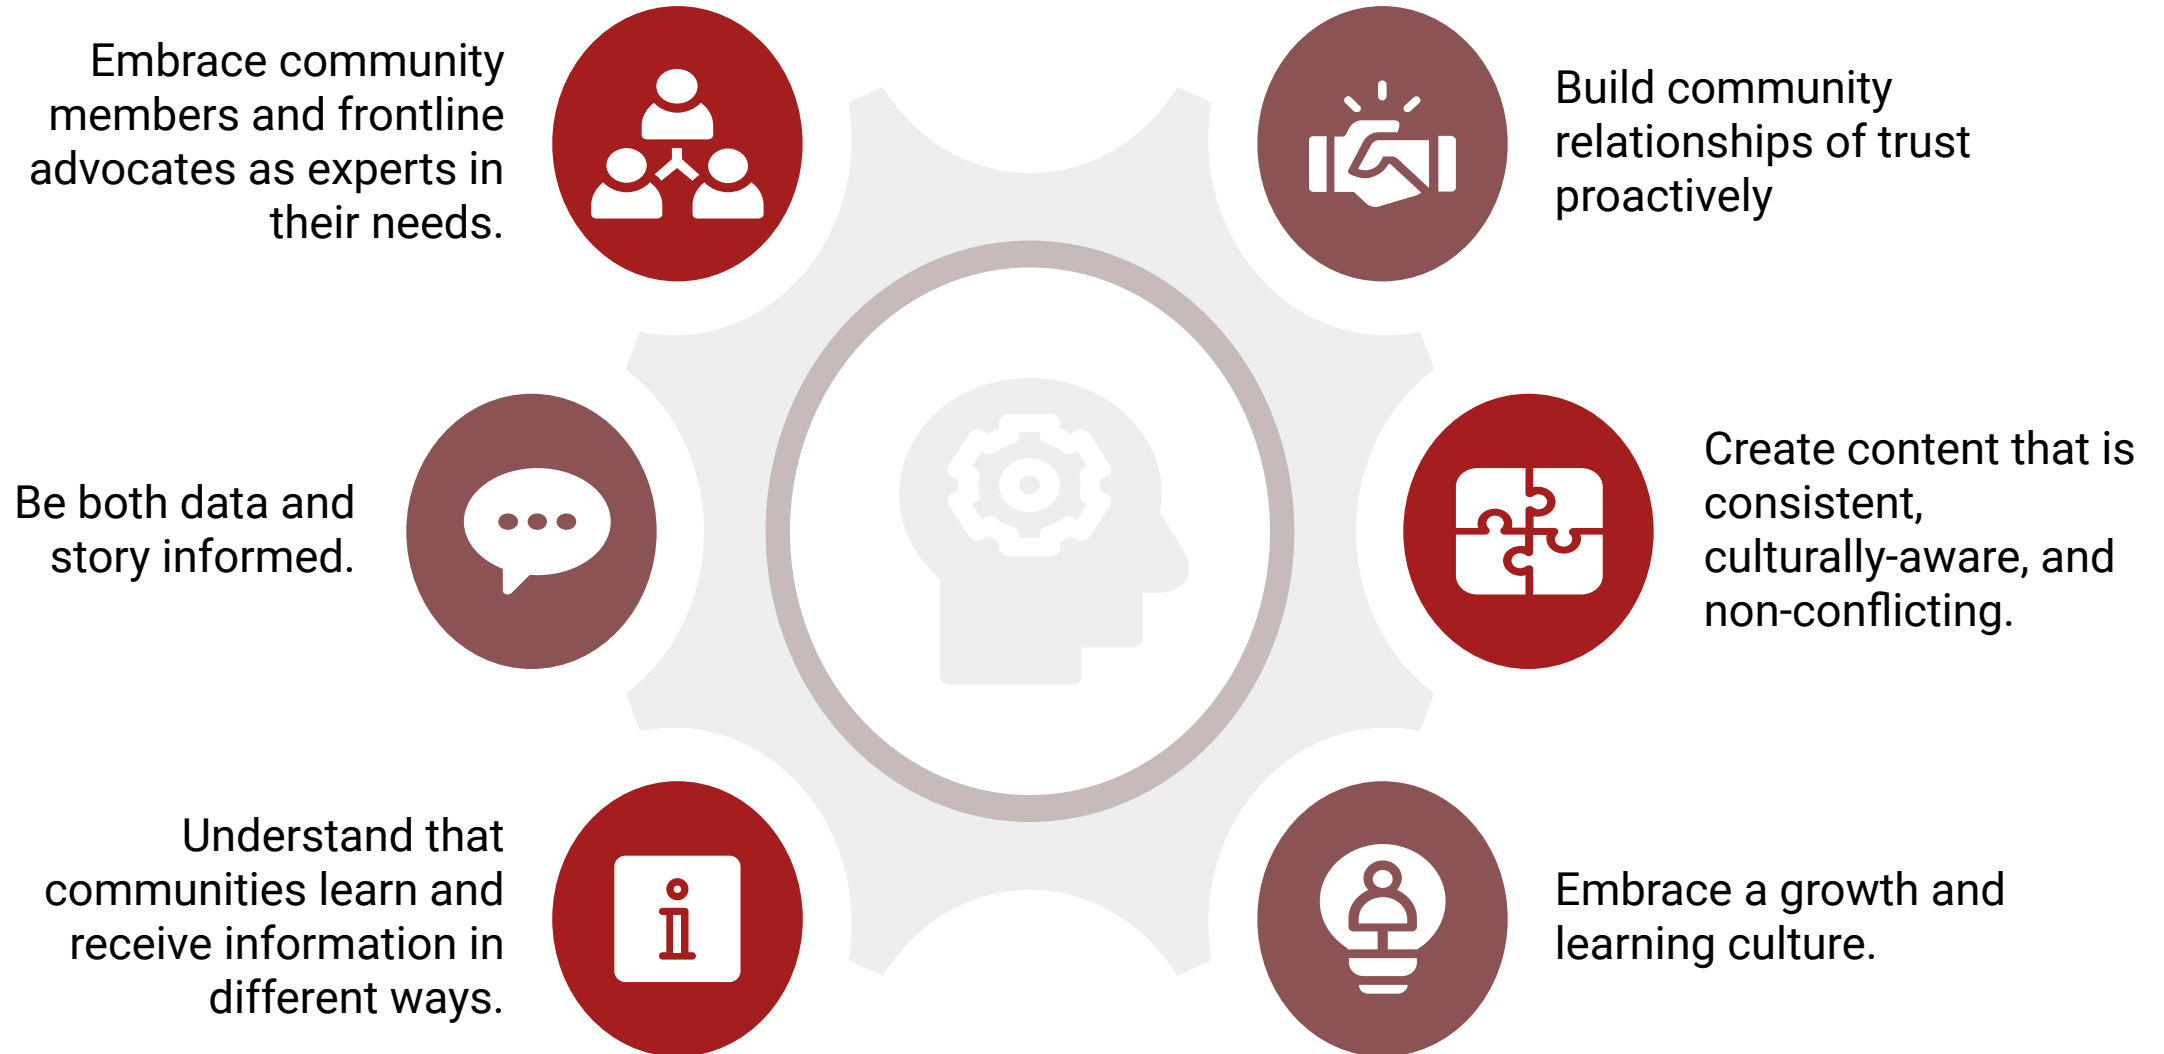 Embrace community
members and frontline
advocates as experts in
their needs.
Build community
relationships of trust
proactively
Be both data and
story informed.
Create content that is
consistent,
culturally-aware, and
non-conflicting.
Understand that
communities learn and
receive information in
different ways.
Embrace a growth and
learning culture.